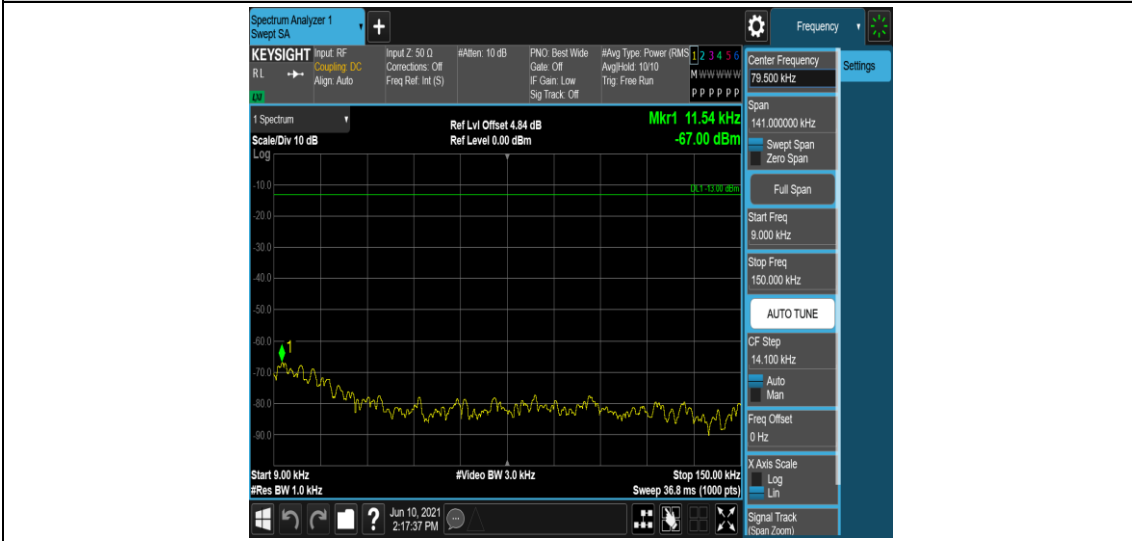 Spectrum Analyzer 1
Swept SA
+
Frequency
KEYSIGHT
RL
Input: RF
Coupling: DC
Align: Auto
Input Z: 50 Ω
Corrections: Off
Freq Ref: Int (S)
#Atten: 10 dB
PNO: Best Wide
Gate: Off
IF Gain: Low
Sig Track: Off
#Avg Type: Power (RMS
Avg|Hold: 10/10
Trig: Free Run
1 2 3 4 5 6
M W W W W W
P P P P P P
1 Spectrum
Scale/Div 10 dB
Log
Ref Lvl Offset 4.84 dB
Ref Level 0.00 dBm
Mkr1 11.54 kHz
-67.00 dBm
DL1 -13.00 dBm
-10.0
-20.0
-30.0
-40.0
-50.0
-60.0
-70.0
-80.0
-90.0
1
Start 9.00 kHz
#Res BW 1.0 kHz
#Video BW 3.0 kHz
Stop 150.00 kHz
Sweep 36.8 ms (1000 pts)
Center Frequency
79.500 kHz
Settings
Span
141.000000 kHz
Swept Span
Zero Span
Full Span
Start Freq
9.000 kHz
Stop Freq
150.000 kHz
AUTO TUNE
CF Step
14.100 kHz
Auto
Man
Freq Offset
0 Hz
X Axis Scale
Log
Lin
Signal Track
(Span Zoom)
?
Jun 10, 2021
2:17:37 PM